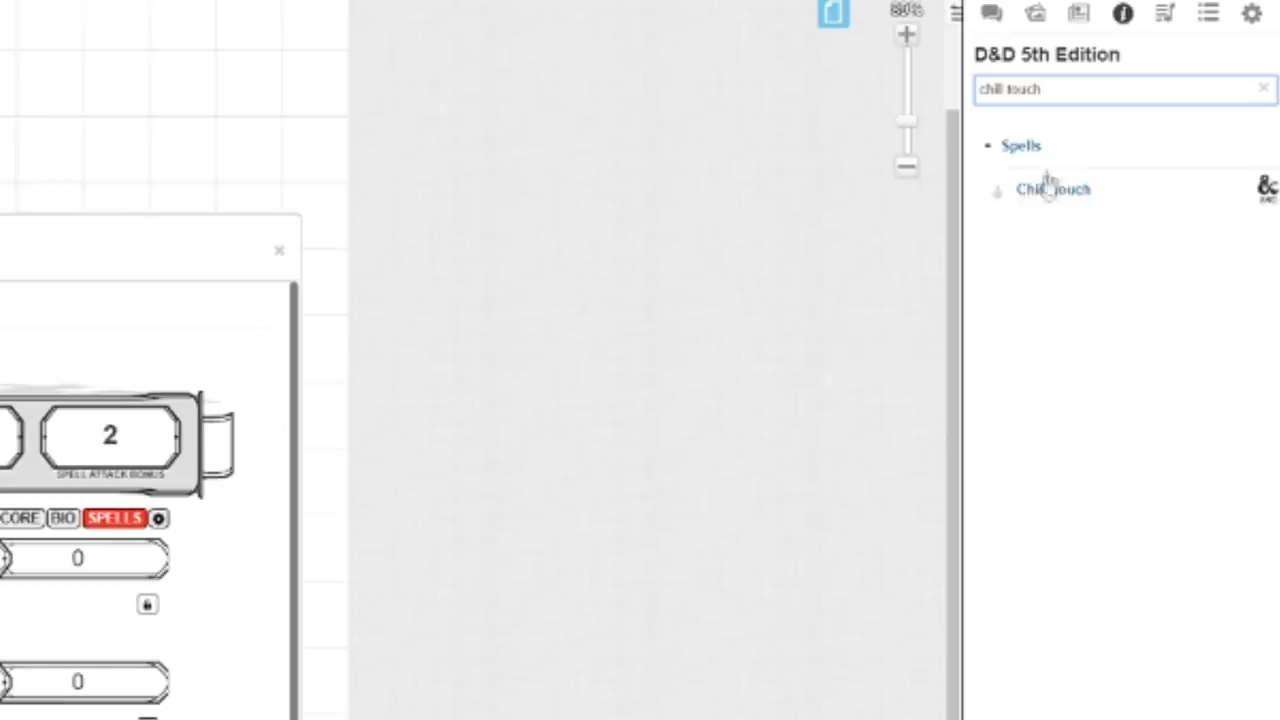 80%
D&D 5th Edition
chill touch
Spells
Chill Touch
2
SPELL ATTACK BONUS
CORE BIO SPELLS
0
0